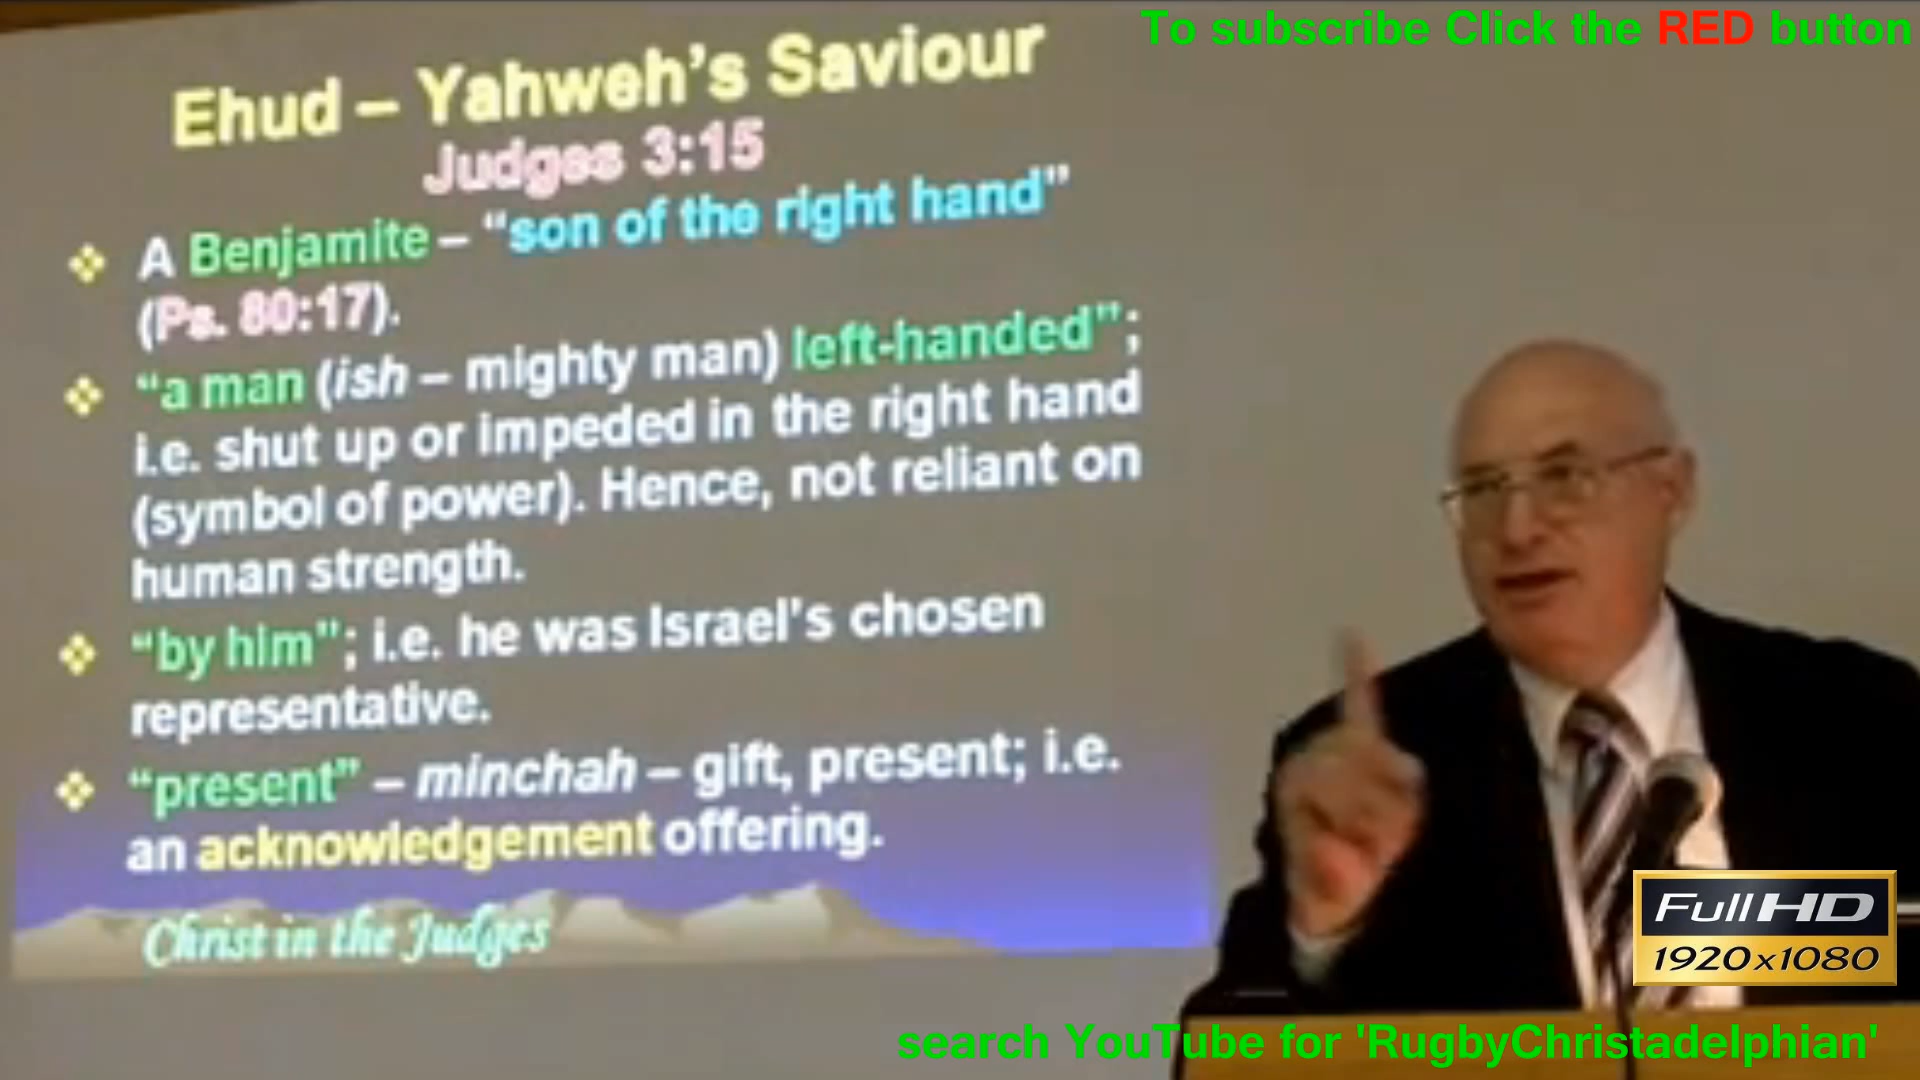 To subscribe Click the RED button
Ehud – Yahweh's Saviour
Judges 3:15
❖ A Benjamite – “son of the right hand”
(Ps. 80:17).
❖ “a man (ish – mighty man) left-handed”;
i.e. shut up or impeded in the right hand
(symbol of power). Hence, not reliant on
human strength.
❖ “by him”; i.e. he was Israel's chosen
representative.
❖ “present” – minchah – gift, present; i.e.
an acknowledgement offering.
Christ in the Judges
Full HD
1920x1080
search YouTube for 'RugbyChristadelphian'